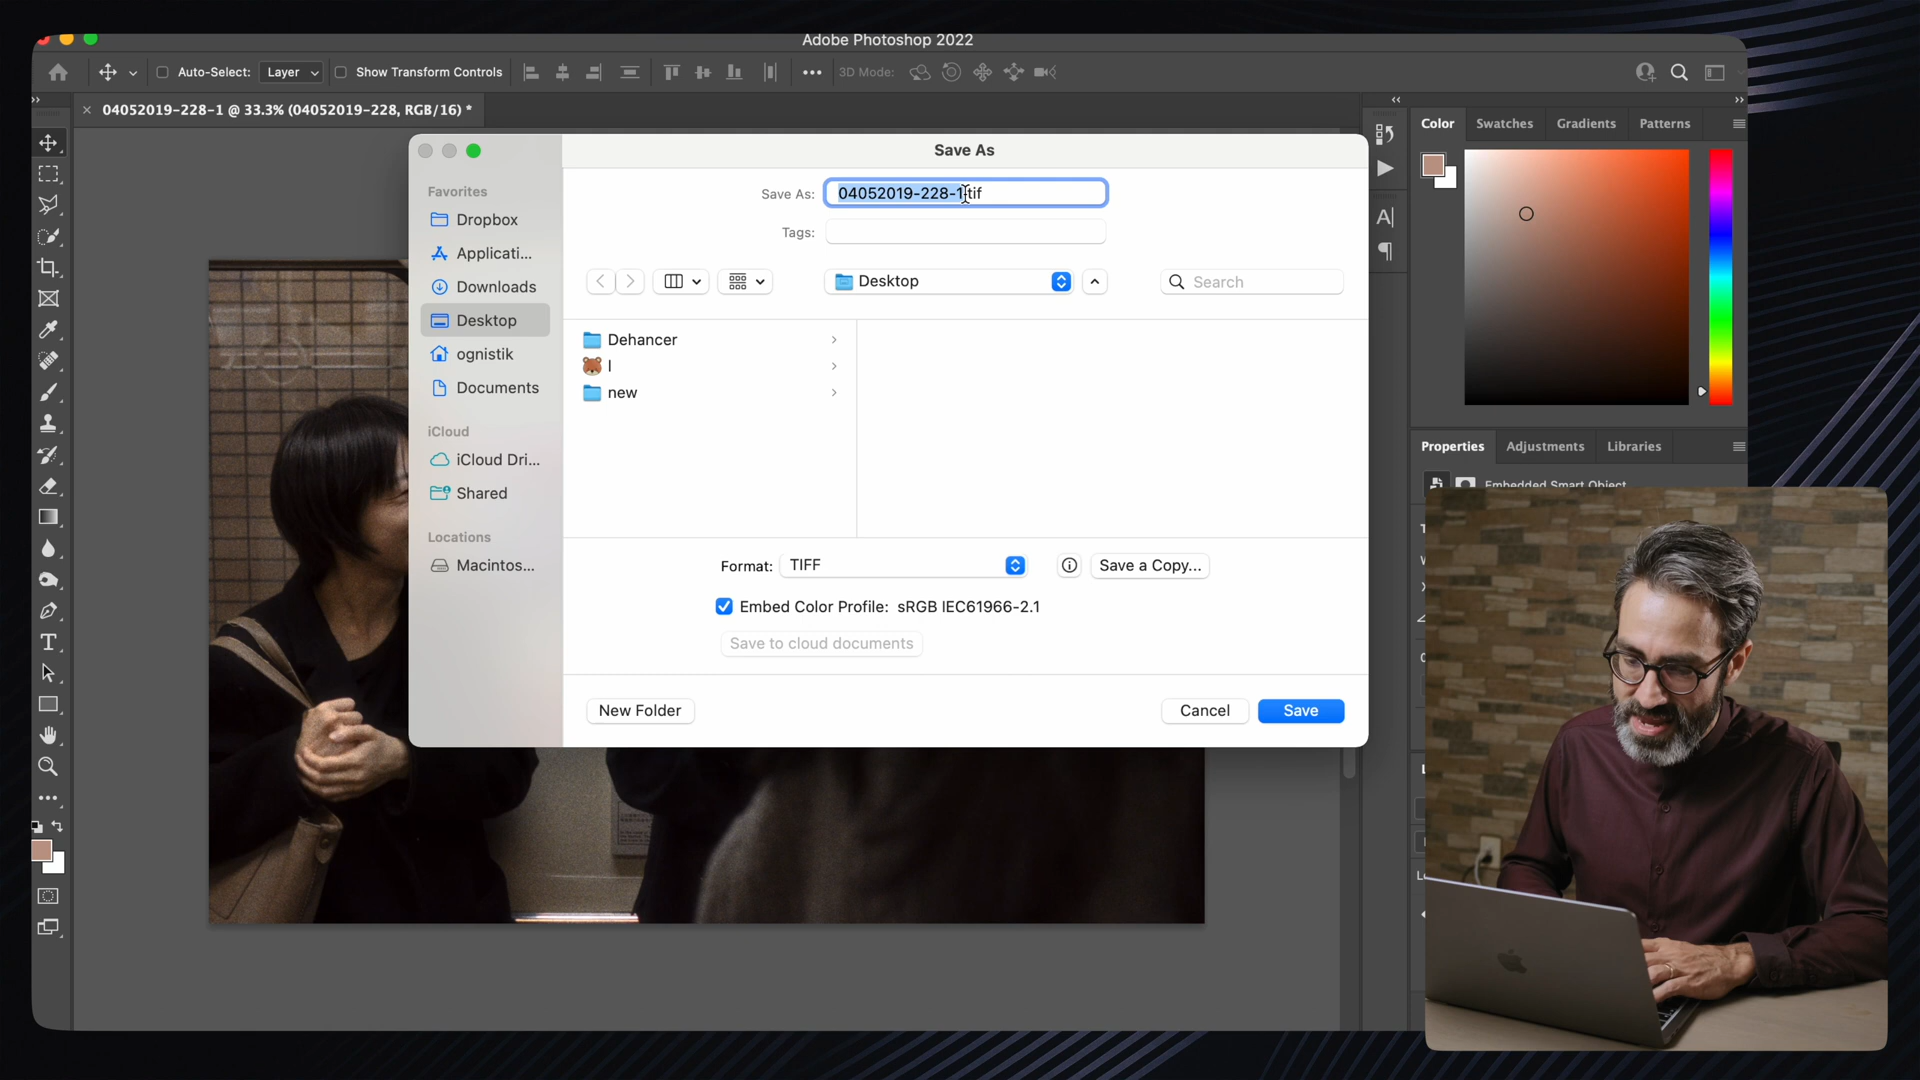 Adobe Photoshop 2022
Auto-Select: Layer Show Transform Controls 3D Mode:
04052019-228-1 @ 33.3% (04052019-228, RGB/16) *
Color Swatches Gradients Patterns
Save As
Save As: 04052019-228-1.tif
Tags:
Desktop
Search
Favorites
Dropbox
Applicati...
Downloads
Desktop
ognistik
Documents
iCloud
iCloud Dri...
Shared
Locations
Macintos...
Dehancer
l
new
Format: TIFF
Save a Copy...
Embed Color Profile: sRGB IEC61966-2.1
Save to cloud documents
New Folder
Cancel
Save
Properties Adjustments Libraries
Embedded Smart Object